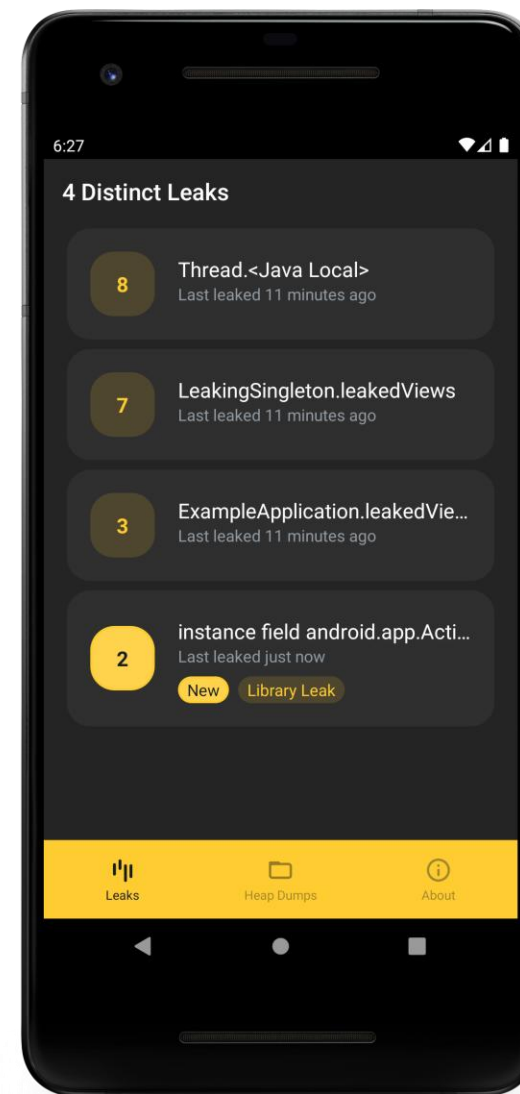 6:27
4 Distinct Leaks
8
Thread.<Java Local>
Last leaked 11 minutes ago
7
LeakingSingleton.leakedViews
Last leaked 11 minutes ago
3
ExampleApplication.leakedVie…
Last leaked 11 minutes ago
2
instance field android.app.Acti…
Last leaked just now
New Library Leak
Leaks Heap Dumps About